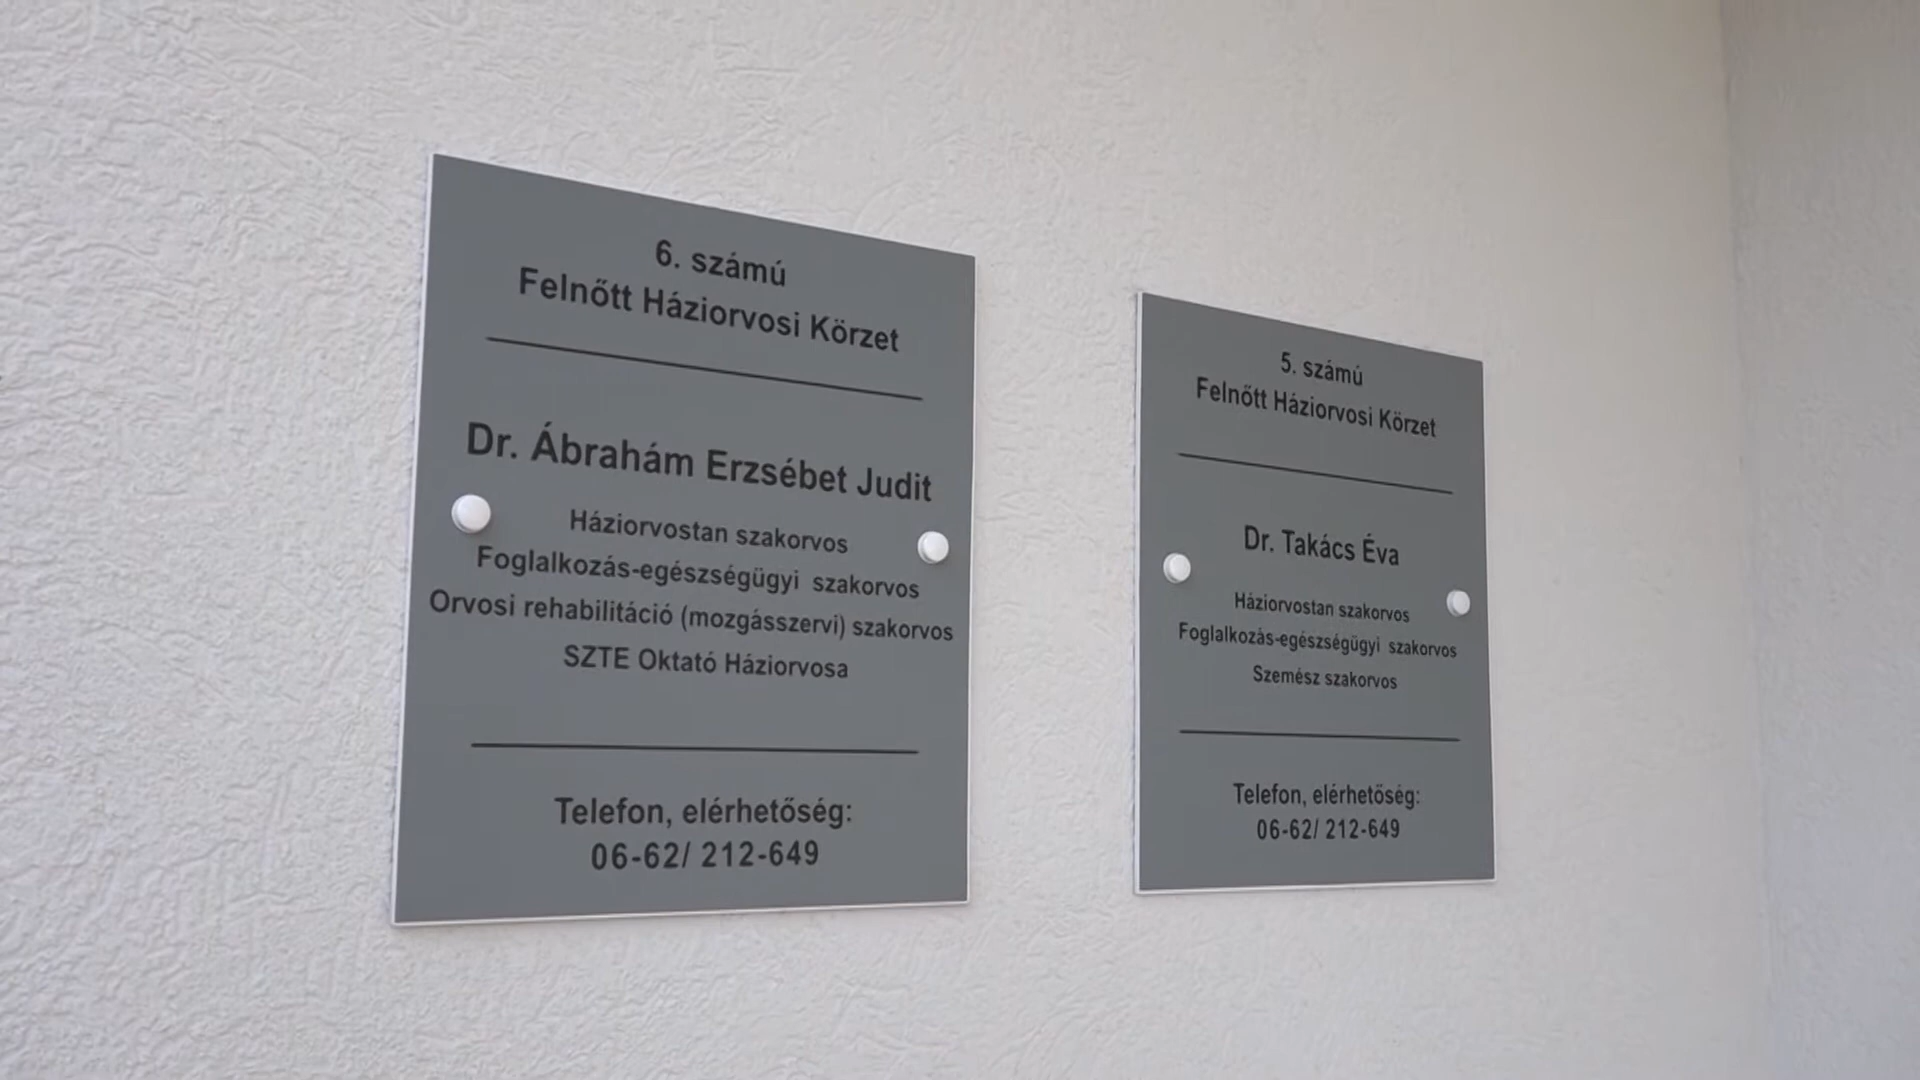 6. számú
Felnőtt Háziorvosi Körzet
Dr. Ábrahám Erzsébet Judit
Háziorvostan szakorvos
Foglalkozás-egészségügyi szakorvos
Orvosi rehabilitáció (mozgásszervi) szakorvos
SZTE Oktató Háziorvosa
Telefon, elérhetőség:
06-62/ 212-649
5. számú
Felnőtt Háziorvosi Körzet
Dr. Takács Éva
Háziorvostan szakorvos
Foglalkozás-egészségügyi szakorvos
Szemész szakorvos
Telefon, elérhetőség:
06-62/ 212-649